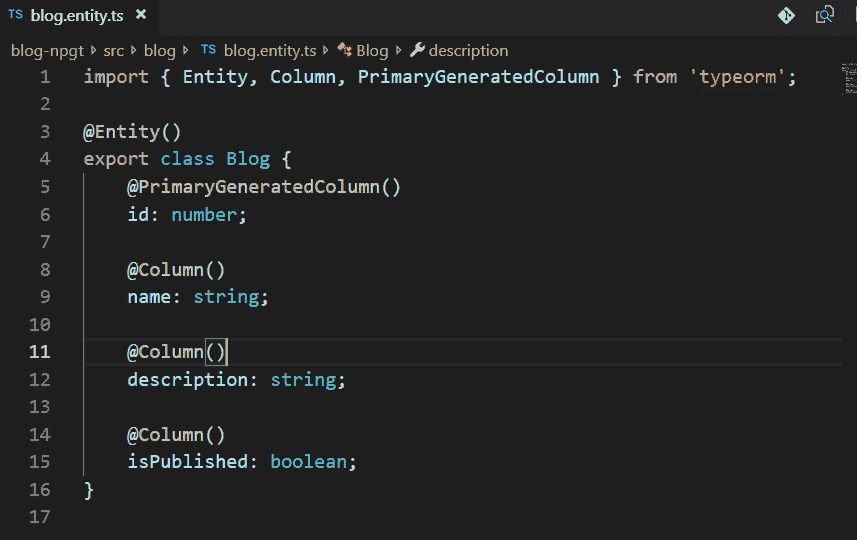 TS blog.entity.ts ×
blog-npgt > src > blog > TS blog.entity.ts > Blog > description
1 import { Entity, Column, PrimaryGeneratedColumn } from 'typeorm';
2
3 @Entity()
4 export class Blog {
5 @PrimaryGeneratedColumn()
6 id: number;
7
8 @Column()
9 name: string;
10
11 @Column()
12 description: string;
13
14 @Column()
15 isPublished: boolean;
16 }
17